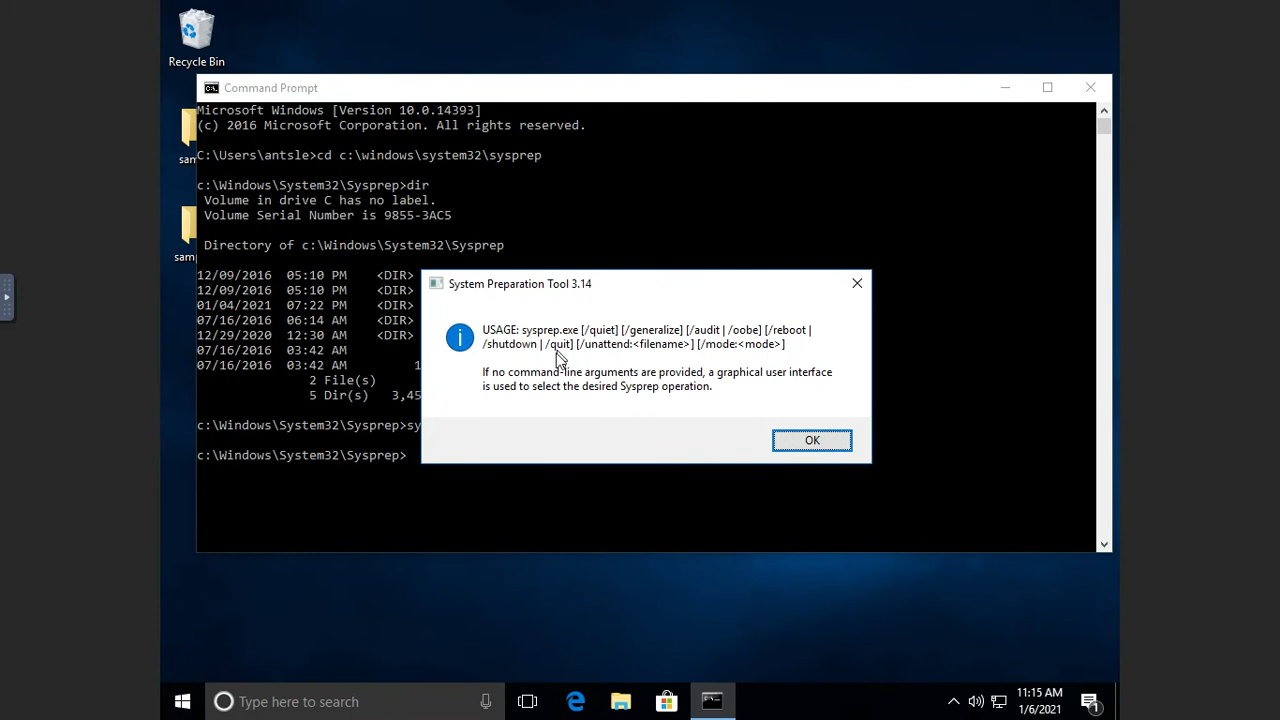 Recycle Bin
Command Prompt
Microsoft Windows [Version 10.0.14393]
(c) 2016 Microsoft Corporation. All rights reserved.
C:\Users\antsle>cd c:\windows\system32\sysprep
sam
c:\Windows\System32\Sysprep>dir
Volume in drive C has no label.
Volume Serial Number is 9855-3AC5
Directory of c:\Windows\System32\Sysprep
sam
12/09/2016 05:10 PM <DIR>
12/09/2016 05:10 PM <DIR>
01/04/2021 07:22 PM <DIR>
07/16/2016 06:14 AM <DIR>
12/29/2020 12:30 AM <DIR>
07/16/2016 03:42 AM
07/16/2016 03:42 AM 1
2 File(s)
5 Dir(s) 3,45
c:\Windows\System32\Sysprep>sy
c:\Windows\System32\Sysprep>
System Preparation Tool 3.14
USAGE: sysprep.exe [/quiet] [/generalize] [/audit | /oobe] [/reboot |
/shutdown | /quit] [/unattend:<filename>] [/mode:<mode>]
If no command-line arguments are provided, a graphical user interface
is used to select the desired Sysprep operation.
OK
Type here to search
11:15 AM
1/6/2021
1